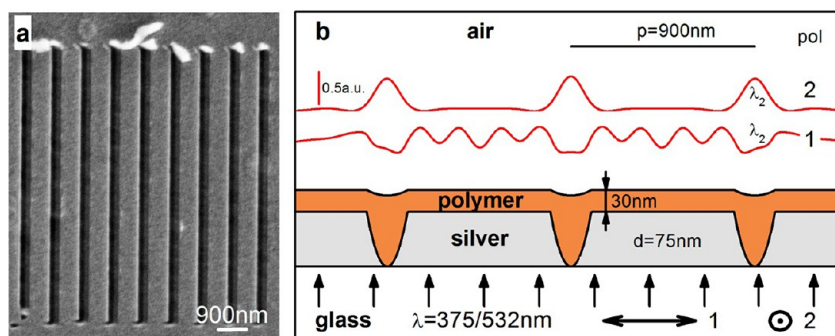 a
900nm
b
air
p=900nm
pol
0.5a.u.
λ₂
λ₂
2
λ₂
1
polymer
30nm
silver
d=75nm
glass
λ=375/532nm
1
2